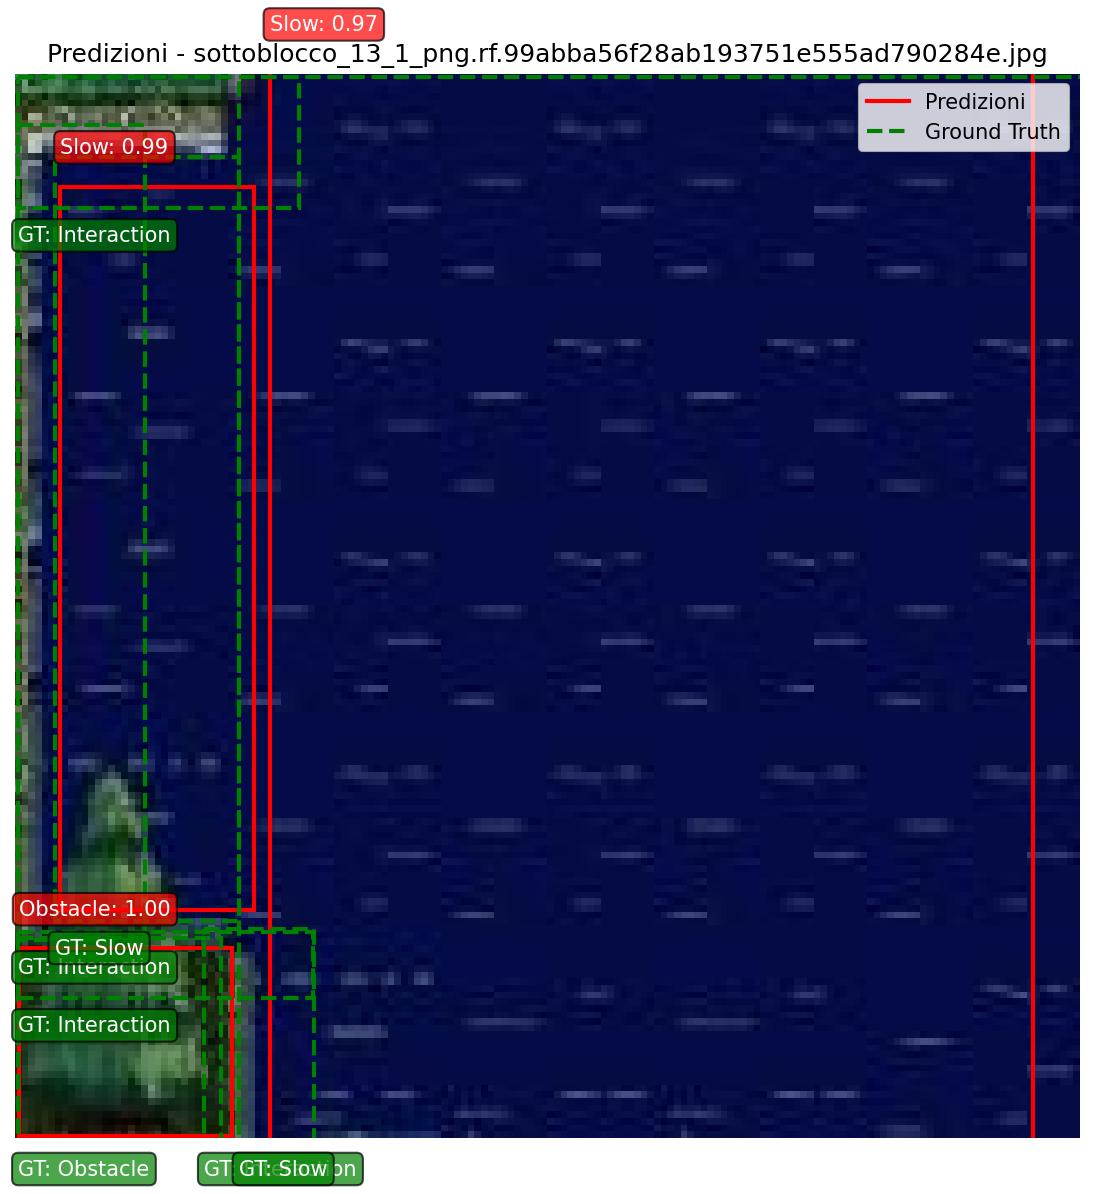 Slow: 0.97
Predizioni - sottoblocco_13_1_png.rf.99abba56f28ab193751e555ad790284e.jpg
Predizioni
Ground Truth
Slow: 0.99
GT: Interaction
Obstacle: 1.00
GT: Slow
GT: Interaction
GT: Interaction
GT: Obstacle
GT: Slow